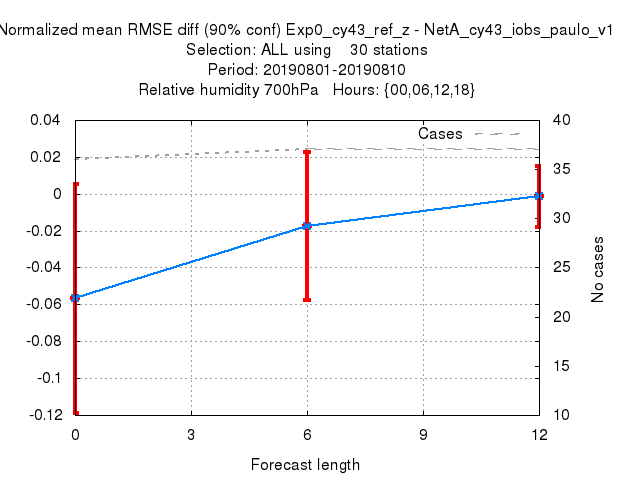 Normalized mean RMSE diff (90% conf) Exp0_cy43_ref_z - NetA_cy43_iobs_paulo_v1
Selection: ALL using    30 stations
Period: 20190801-20190810
Relative humidity 700hPa   Hours: {00,06,12,18}
0.04
0.02
0
-0.02
-0.04
-0.06
-0.08
-0.1
-0.12
Cases
40
35
30
25
20
15
10
No cases
0 3 6 9 12
Forecast length